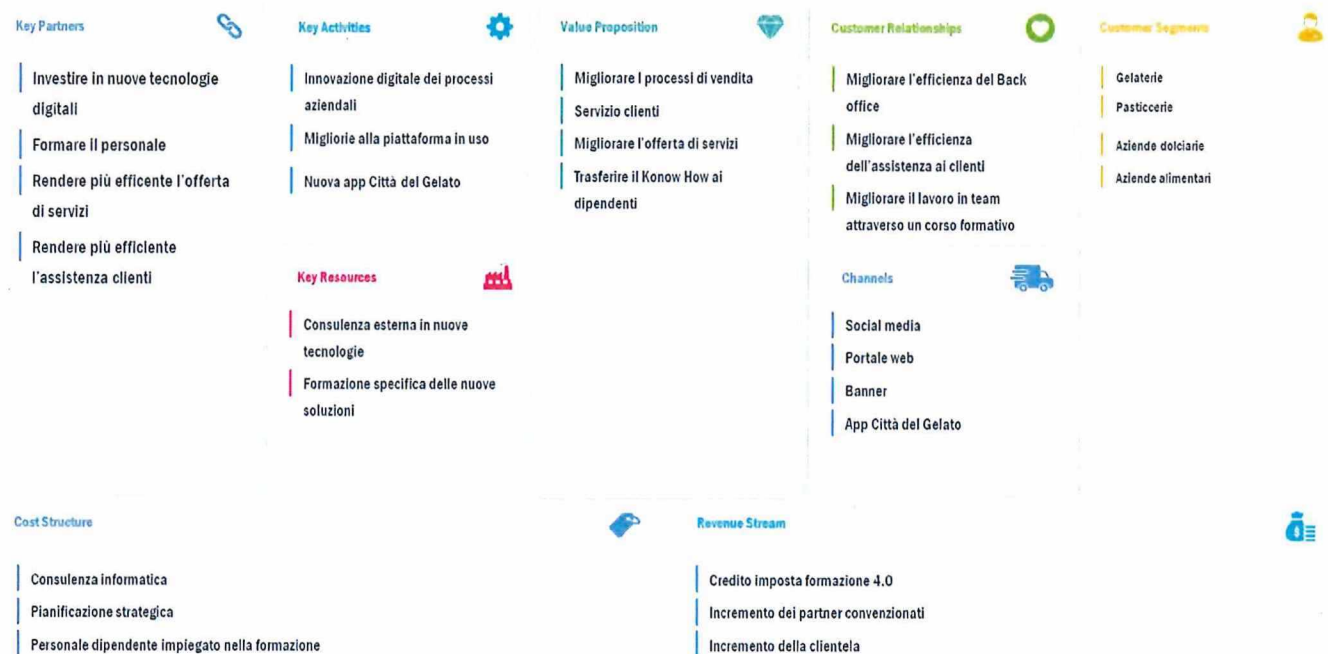 Key Partners
Investire in nuove tecnologie
digitali
Formare il personale
Rendere più efficente l'offerta
di servizi
Rendere più efficiente
l'assistenza clienti
Key Activities
Innovazione digitale dei processi
aziendali
Migliorie alla piattaforma in uso
Nuova app Città del Gelato
Key Resources
Consulenza esterna in nuove
tecnologie
Formazione specifica delle nuove
soluzioni
Value Proposition
Migliorare I processi di vendita
Servizio clienti
Migliorare l'offerta di servizi
Trasferire il Konow How ai
dipendenti
Customer Relationships
Migliorare l'efficienza del Back
office
Migliorare l'efficienza
dell'assistenza ai clienti
Migliorare il lavoro in team
attraverso un corso formativo
Channels
Social media
Portale web
Banner
App Città del Gelato
Customer Segments
Gelaterie
Pasticcerie
Aziende dolciarie
Aziende alimentari
Cost Structure
Consulenza informatica
Pianificazione strategica
Personale dipendente impiegato nella formazione
Revenue Stream
Credito imposta formazione 4.0
Incremento dei partner convenzionati
Incremento della clientela